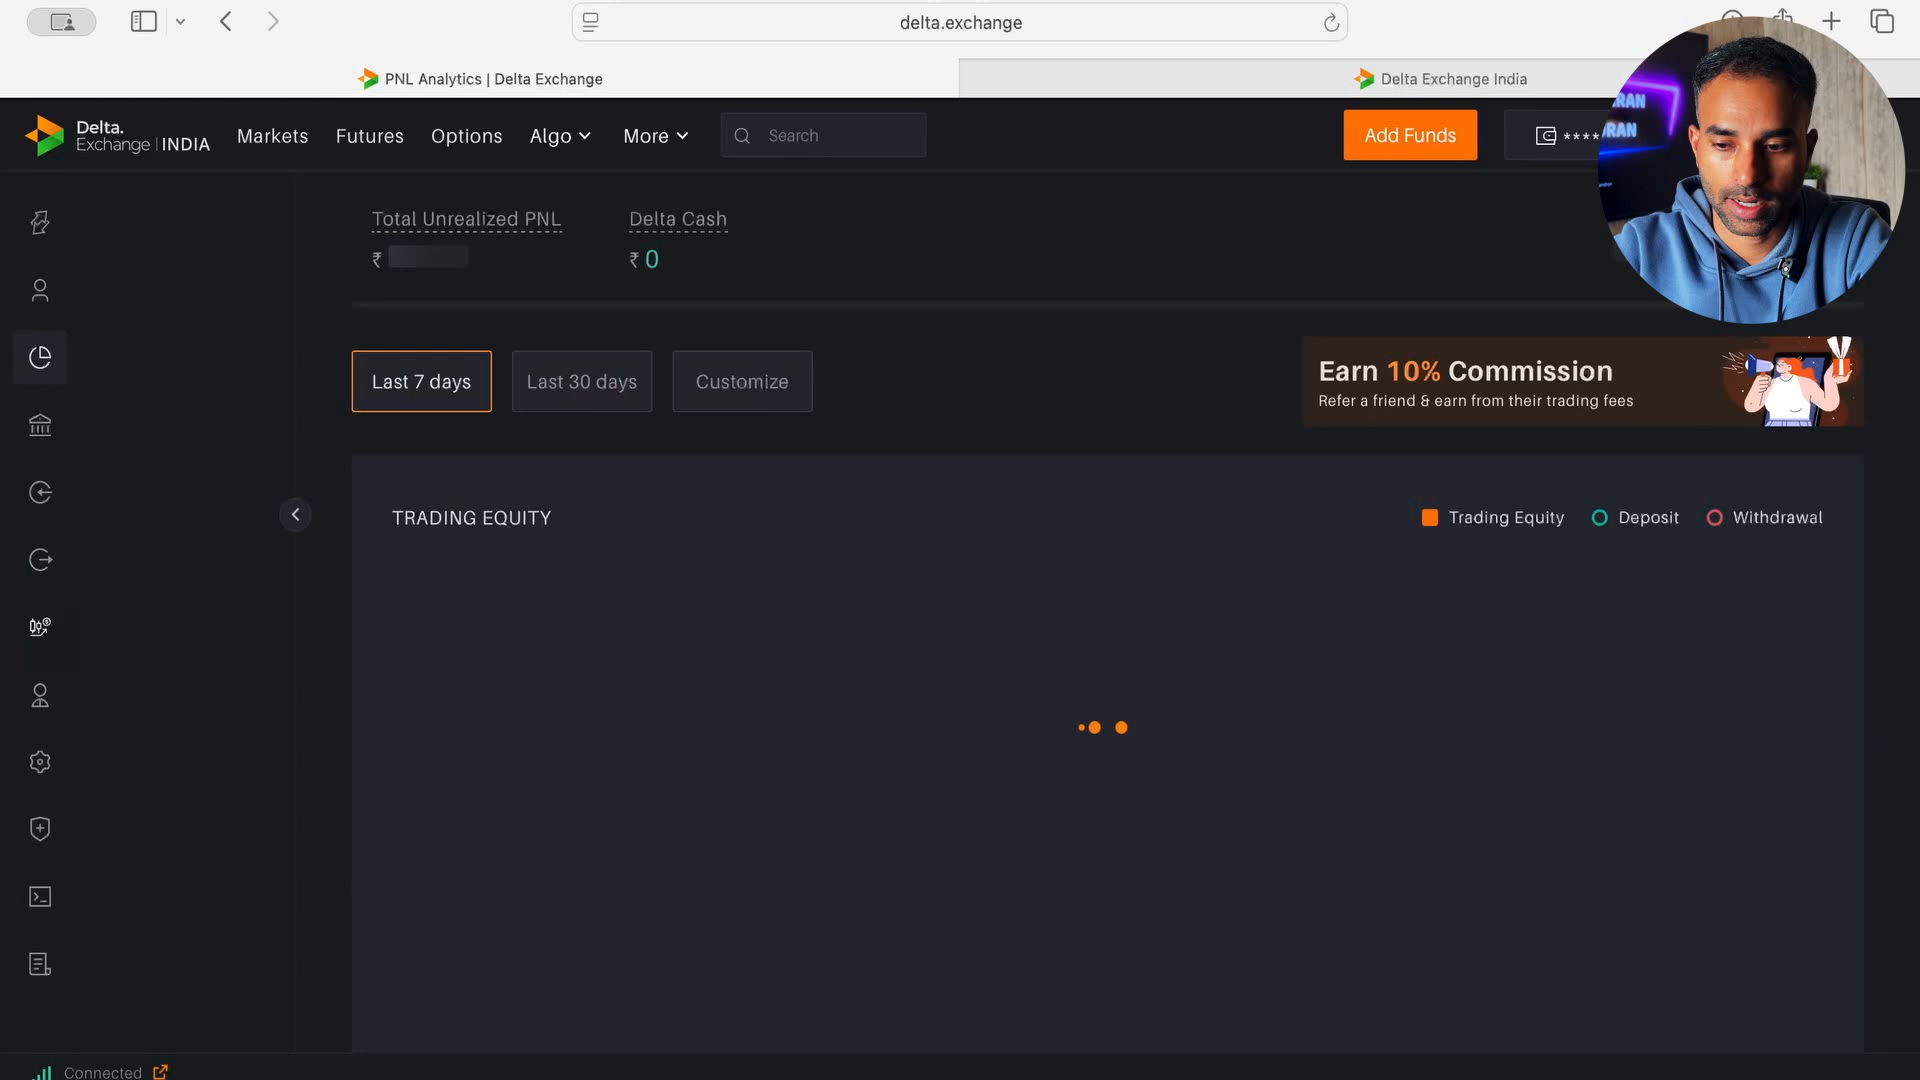 delta.exchange
PNL Analytics | Delta Exchange
Delta Exchange India
Delta.
Exchange | INDIA
Markets
Futures
Options
Algo
More
Search
Add Funds
****
RAN
RAN
Total Unrealized PNL
Delta Cash
₹
₹ 0
Last 7 days
Last 30 days
Customize
Earn 10% Commission
Refer a friend & earn from their trading fees
TRADING EQUITY
Trading Equity
Deposit
Withdrawal
Connected